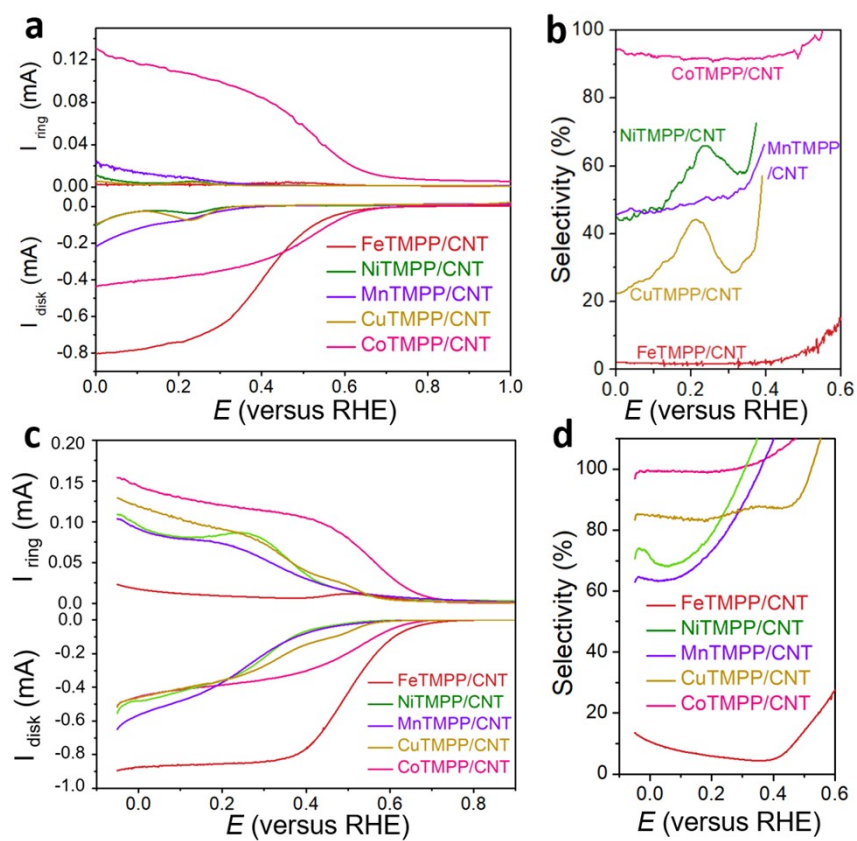 a
0.12
0.08
0.04
0.00
0.0
-0.2
-0.4
-0.6
-0.8
I ring (mA)
I disk (mA)
FeTMPP/CNT
NiTMPP/CNT
MnTMPP/CNT
CuTMPP/CNT
CoTMPP/CNT
0.0 0.2 0.4 0.6 0.8 1.0
E (versus RHE)
b
100
80
60
40
20
0
Selectivity (%)
CoTMPP/CNT
NiTMPP/CNT
MnTMPP
/CNT
CuTMPP/CNT
FeTMPP/CNT
0.0 0.2 0.4 0.6
E (versus RHE)
c
0.20
0.15
0.10
0.05
0.0
0.0
-0.2
-0.4
-0.6
-0.8
-1.0
I ring (mA)
I disk (mA)
FeTMPP/CNT
NiTMPP/CNT
MnTMPP/CNT
CuTMPP/CNT
CoTMPP/CNT
0.0 0.2 0.4 0.6 0.8
E (versus RHE)
d
100
80
60
40
20
0
Selectivity (%)
FeTMPP/CNT
NiTMPP/CNT
MnTMPP/CNT
CuTMPP/CNT
CoTMPP/CNT
0.0 0.2 0.4 0.6
E (versus RHE)